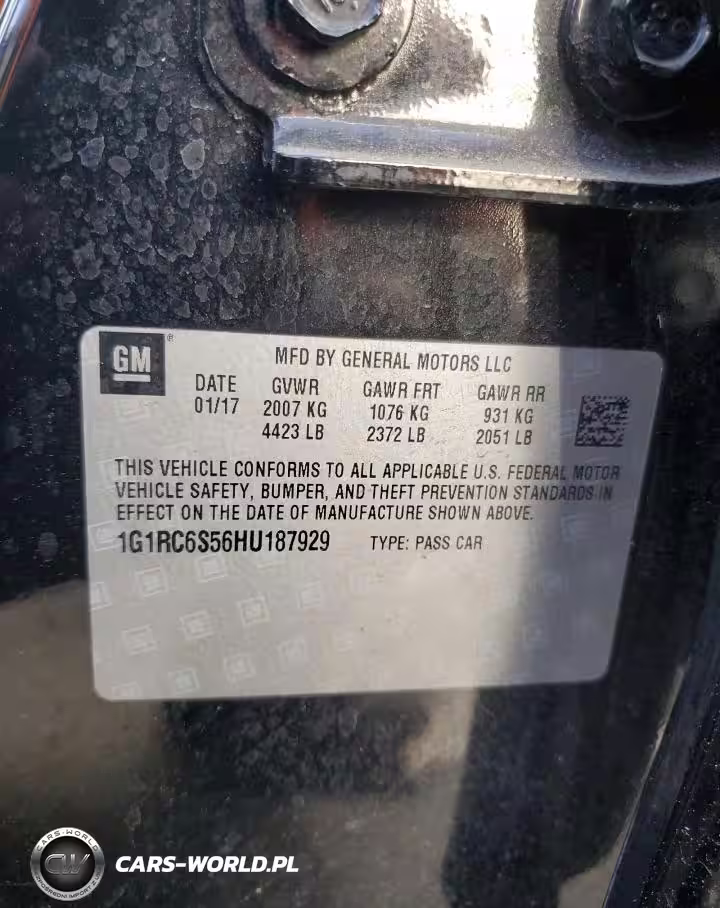 GM ®
MFD BY GENERAL MOTORS LLC
DATE GVWR GAWR FRT GAWR RR
01/17 2007 KG 1076 KG 931 KG
4423 LB 2372 LB 2051 LB
THIS VEHICLE CONFORMS TO ALL APPLICABLE U.S. FEDERAL MOTOR
VEHICLE SAFETY, BUMPER, AND THEFT PREVENTION STANDARDS IN
EFFECT ON THE DATE OF MANUFACTURE SHOWN ABOVE.
1G1RC6S56HU187929 TYPE: PASS CAR
CARS-WORLD.PL
CARS-WORLD
CW